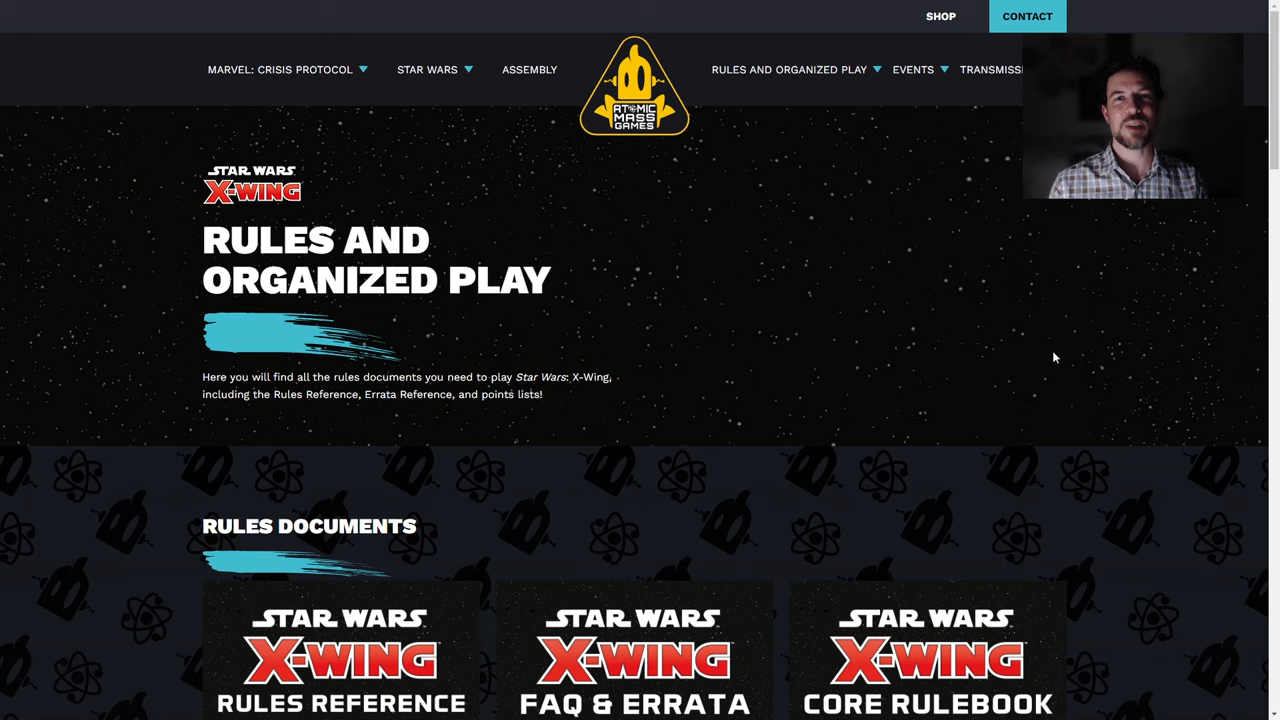 SHOP
CONTACT
MARVEL: CRISIS PROTOCOL
STAR WARS
ASSEMBLY
ATOMIC
MASS
GAMES
RULES AND ORGANIZED PLAY
EVENTS
TRANSMISSI
STAR WARS
X-WING
RULES AND
ORGANIZED PLAY
Here you will find all the rules documents you need to play Star Wars: X-Wing,
including the Rules Reference, Errata Reference, and points lists!
RULES DOCUMENTS
STAR WARS
X-WING
RULES REFERENCE
STAR WARS
X-WING
FAQ & ERRATA
STAR WARS
X-WING
CORE RULEBOOK